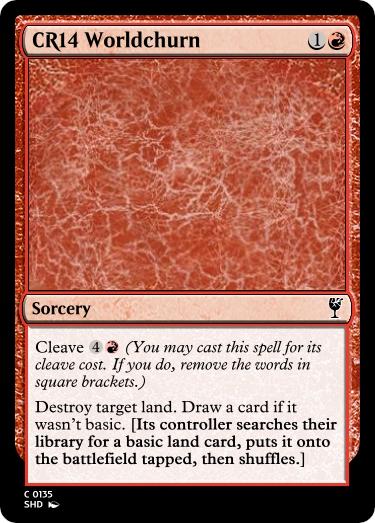 CR14 Worldchurn 1
Sorcery
Cleave 4 (You may cast this spell for its
cleave cost. If you do, remove the words in
square brackets.)
Destroy target land. Draw a card if it
wasn't basic. [Its controller searches their
library for a basic land card, puts it onto
the battlefield tapped, then shuffles.]
C 0135
SHD